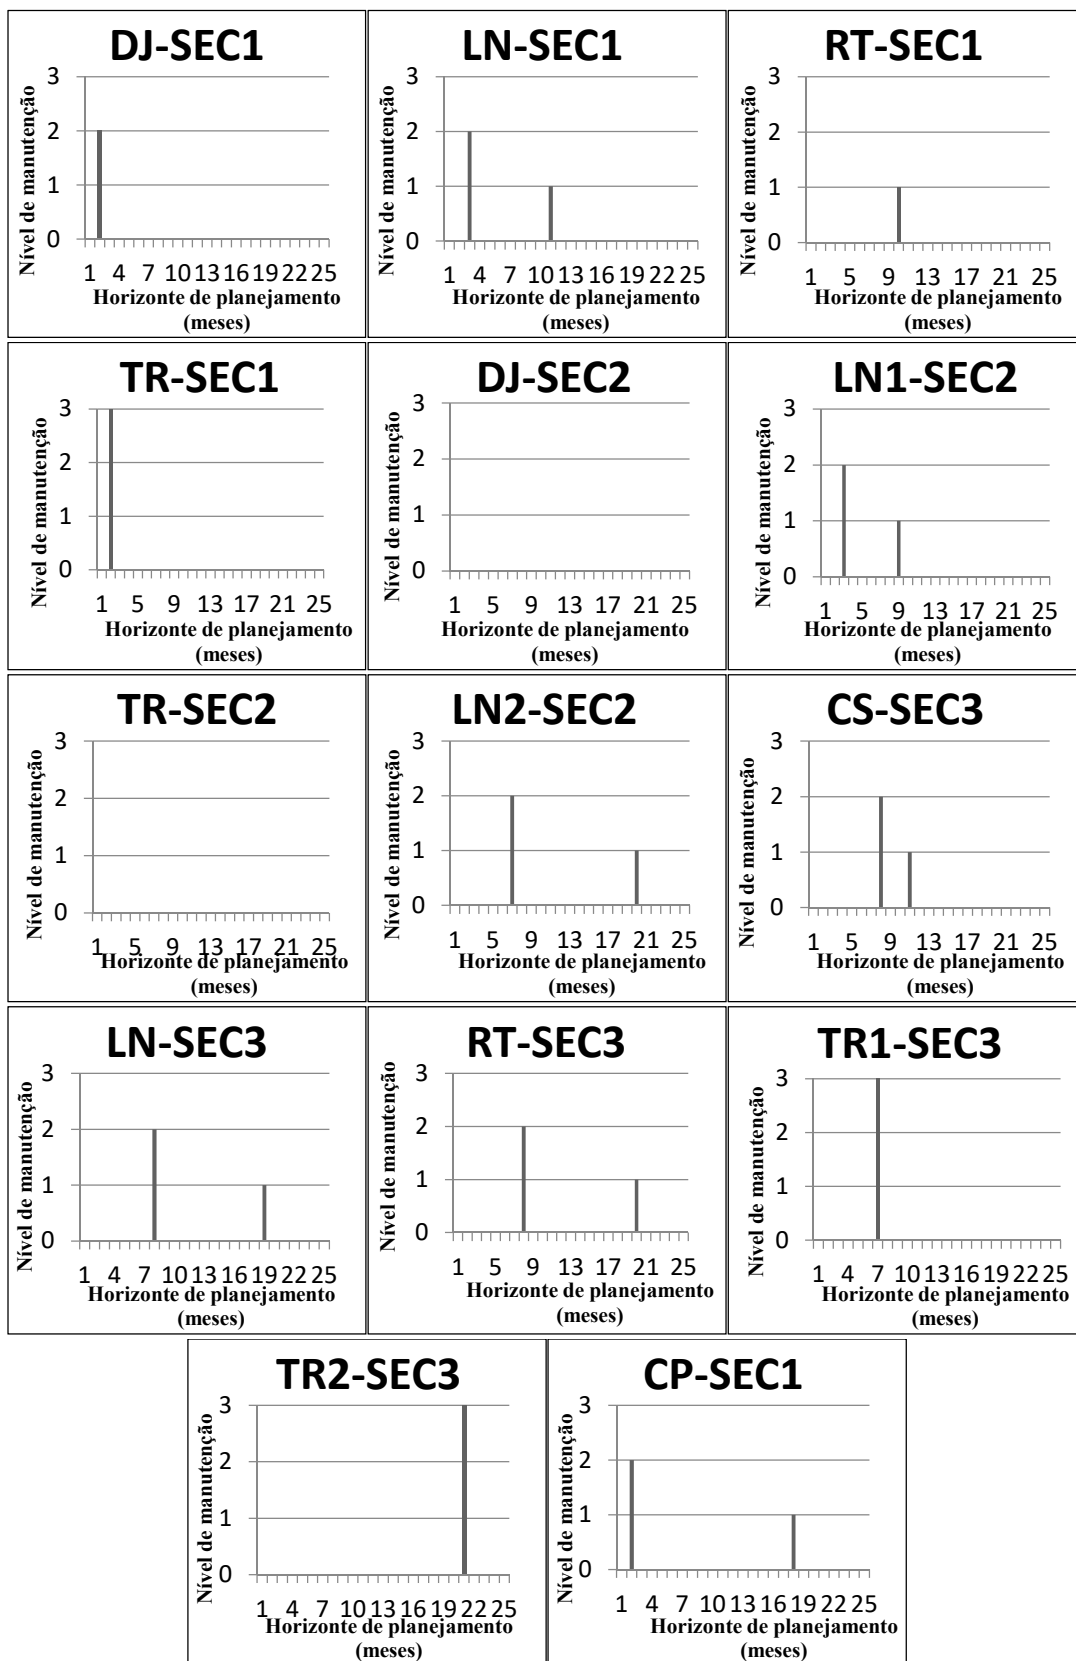 DJ-SEC1
Nível de manutenção
3
2
1
0
1 4 7 10 13 16 19 22 25
Horizonte de planejamento
(meses)
LN-SEC1
Nível de manutenção
3
2
1
0
1 4 7 10 13 16 19 22 25
Horizonte de planejamento
(meses)
RT-SEC1
Nível de manutenção
3
2
1
0
1 5 9 13 17 21 25
Horizonte de planejamento
(meses)
TR-SEC1
Nível de manutenção
3
2
1
0
1 5 9 13 17 21 25
Horizonte de planejamento
(meses)
DJ-SEC2
Nível de manutenção
3
2
1
0
1 5 9 13 17 21 25
Horizonte de planejamento
(meses)
LN1-SEC2
Nível de manutenção
3
2
1
0
1 5 9 13 17 21 25
Horizonte de planejamento
(meses)
TR-SEC2
Nível de manutenção
3
2
1
0
1 5 9 13 17 21 25
Horizonte de planejamento
(meses)
LN2-SEC2
Nível de manutenção
3
2
1
0
1 5 9 13 17 21 25
Horizonte de planejamento
(meses)
CS-SEC3
Nível de manutenção
3
2
1
0
1 5 9 13 17 21 25
Horizonte de planejamento
(meses)
LN-SEC3
Nível de manutenção
3
2
1
0
1 4 7 10 13 16 19 22 25
Horizonte de planejamento
(meses)
RT-SEC3
Nível de manutenção
3
2
1
0
1 5 9 13 17 21 25
Horizonte de planejamento
(meses)
TR1-SEC3
Nível de manutenção
3
2
1
0
1 4 7 10 13 16 19 22 25
Horizonte de planejamento
(meses)
TR2-SEC3
Nível de manutenção
3
2
1
0
1 4 7 10 13 16 19 22 25
Horizonte de planejamento
(meses)
CP-SEC1
Nível de manutenção
3
2
1
0
1 4 7 10 13 16 19 22 25
Horizonte de planejamento
(meses)